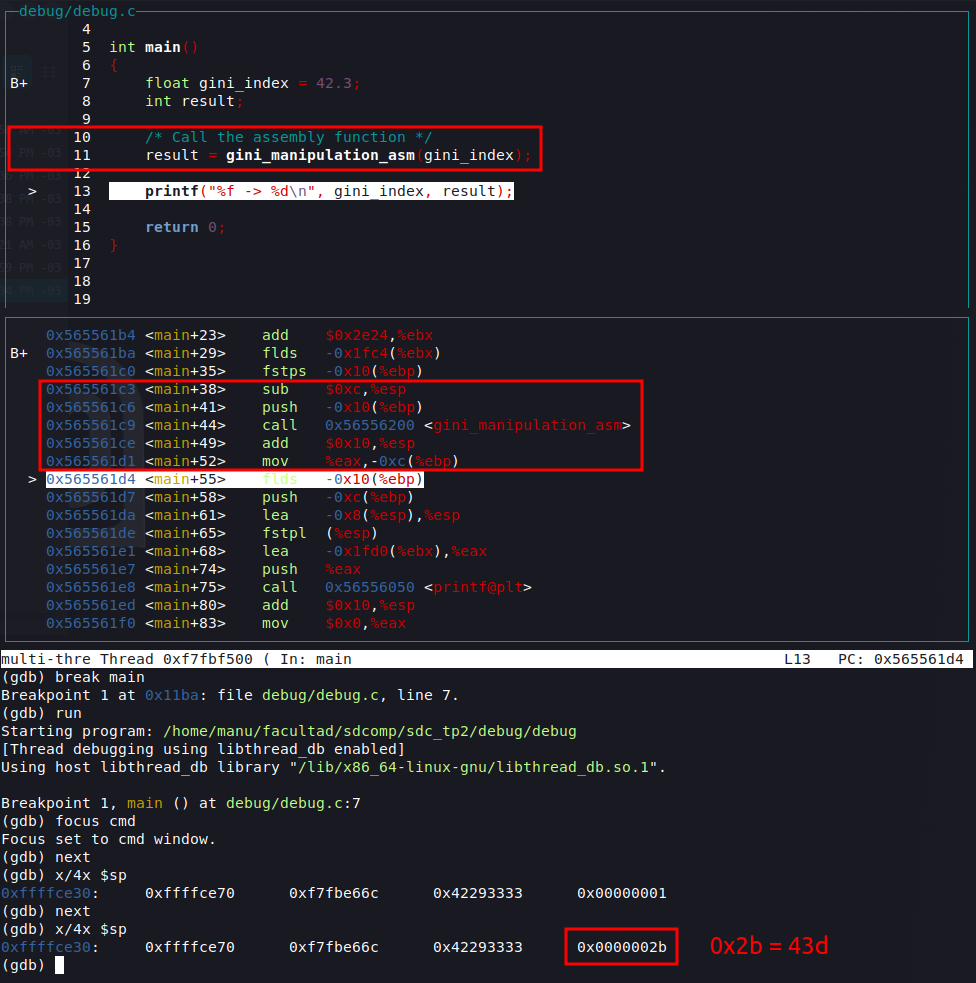 debug/debug.c
4
5 int main()
6 {
B+ 7 float gini_index = 42.3;
8 int result;
9
10 /* Call the assembly function */
11 result = gini_manipulation_asm(gini_index);
12
> 13 printf("%f -> %d\n", gini_index, result);
14
15 return 0;
16 }
17
18
19
0x565561b4 <main+23> add $0x2e24,%ebx
B+ 0x565561ba <main+29> flds -0x1fc4(%ebx)
0x565561c0 <main+35> fstps -0x10(%ebp)
0x565561c3 <main+38> sub $0xc,%esp
0x565561c6 <main+41> push -0x10(%ebp)
0x565561c9 <main+44> call 0x56556200 <gini_manipulation_asm>
0x565561ce <main+49> add $0x10,%esp
0x565561d1 <main+52> mov %eax,-0xc(%ebp)
> 0x565561d4 <main+55> flds -0x10(%ebp)
0x565561d7 <main+58> push -0xc(%ebp)
0x565561da <main+61> lea -0x8(%esp),%esp
0x565561de <main+65> fstpl (%esp)
0x565561e1 <main+68> lea -0x1fd0(%ebx),%eax
0x565561e7 <main+74> push %eax
0x565561e8 <main+75> call 0x56556050 <printf@plt>
0x565561ed <main+80> add $0x10,%esp
0x565561f0 <main+83> mov $0x0,%eax
multi-thre Thread 0xf7fbf500 ( In: main L13 PC: 0x565561d4
(gdb) break main
Breakpoint 1 at 0x11ba: file debug/debug.c, line 7.
(gdb) run
Starting program: /home/manu/facultad/sdcomp/sdc_tp2/debug/debug
[Thread debugging using libthread_db enabled]
Using host libthread_db library "/lib/x86_64-linux-gnu/libthread_db.so.1".
Breakpoint 1, main () at debug/debug.c:7
(gdb) focus cmd
Focus set to cmd window.
(gdb) next
(gdb) x/4x $sp
0xffffce30: 0xffffce70 0xf7fbe66c 0x42293333 0x00000001
(gdb) next
(gdb) x/4x $sp
0xffffce30: 0xffffce70 0xf7fbe66c 0x42293333 0x0000002b 0x2b = 43d
(gdb)